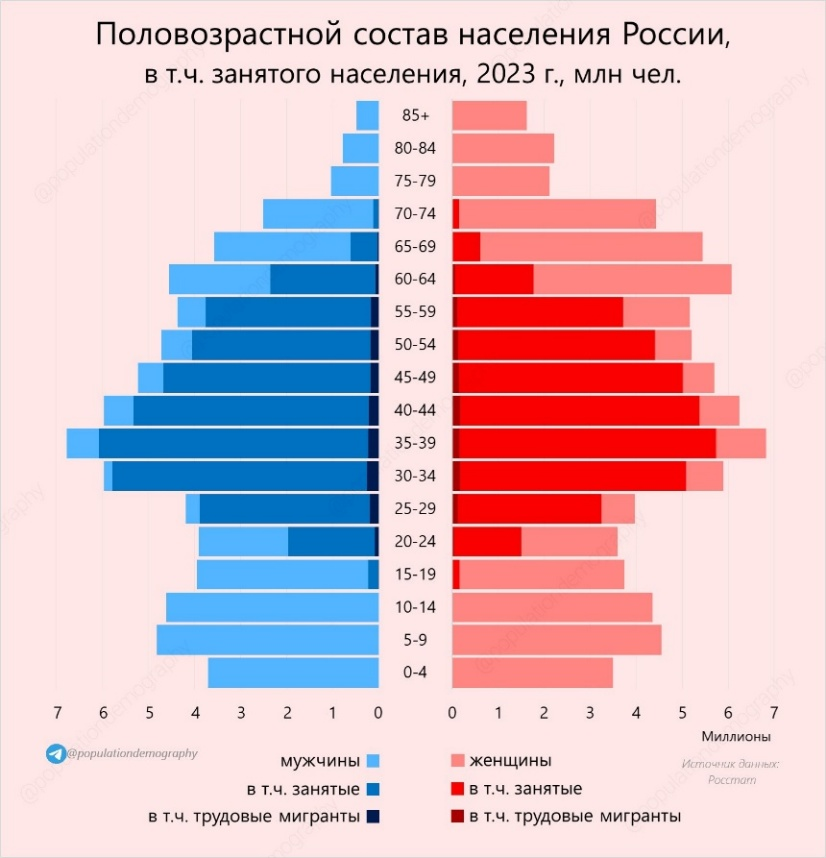 Половозрастной состав населения России,
в т.ч. занятого населения, 2023 г., млн чел.
85+
80-84
75-79
70-74
65-69
60-64
55-59
50-54
45-49
40-44
35-39
30-34
25-29
20-24
15-19
10-14
5-9
0-4
7 6 5 4 3 2 1 0 0 1 2 3 4 5 6 7
Миллионы
@populationdemography
мужчины
в т.ч. занятые
в т.ч. трудовые мигранты
женщины
в т.ч. занятые
в т.ч. трудовые мигранты
Источник данных:
Росстат